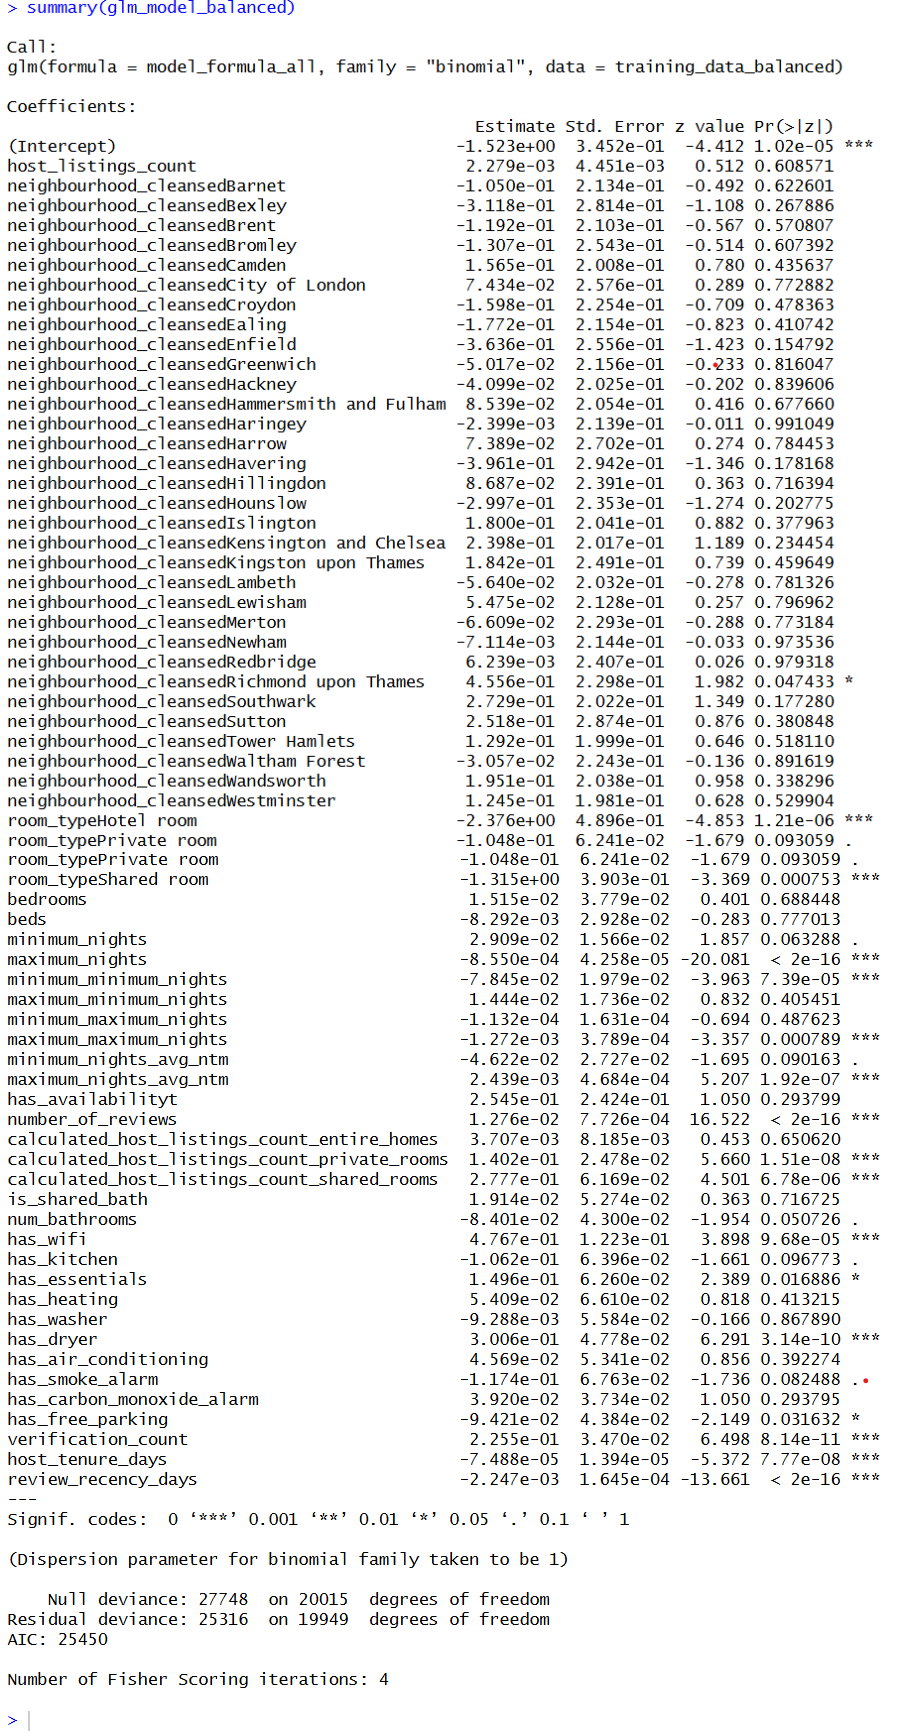 > summary(glm_model_balanced)
Call:
glm(formula = model_formula_all, family = "binomial", data = training_data_balanced)
Coefficients:
Estimate Std. Error z value Pr(>|z|)
(Intercept) -1.523e+00 3.452e-01 -4.412 1.02e-05 ***
host_listings_count 2.279e-03 4.451e-03 0.512 0.608571
neighbourhood_cleansedBarnet -1.050e-01 2.134e-01 -0.492 0.622601
neighbourhood_cleansedBexley -3.118e-01 2.814e-01 -1.108 0.267886
neighbourhood_cleansedBrent -1.192e-01 2.103e-01 -0.567 0.570807
neighbourhood_cleansedBromley -1.307e-01 2.543e-01 -0.514 0.607392
neighbourhood_cleansedCamden 1.565e-01 2.008e-01 0.780 0.435637
neighbourhood_cleansedCity of London 7.434e-02 2.576e-01 0.289 0.772882
neighbourhood_cleansedCroydon -1.598e-01 2.254e-01 -0.709 0.478363
neighbourhood_cleansedEaling -1.772e-01 2.154e-01 -0.823 0.410742
neighbourhood_cleansedEnfield -3.636e-01 2.556e-01 -1.423 0.154792
neighbourhood_cleansedGreenwich -5.017e-02 2.156e-01 -0.233 0.816047
neighbourhood_cleansedHackney -4.099e-02 2.025e-01 -0.202 0.839606
neighbourhood_cleansedHammersmith and Fulham 8.539e-02 2.054e-01 0.416 0.677660
neighbourhood_cleansedHaringey -2.399e-03 2.139e-01 -0.011 0.991049
neighbourhood_cleansedHarrow 7.389e-02 2.702e-01 0.274 0.784453
neighbourhood_cleansedHavering -3.961e-01 2.942e-01 -1.346 0.178168
neighbourhood_cleansedHillingdon 8.687e-02 2.391e-01 0.363 0.716394
neighbourhood_cleansedHounslow -2.997e-01 2.353e-01 -1.274 0.202775
neighbourhood_cleansedIslington 1.800e-01 2.041e-01 0.882 0.377963
neighbourhood_cleansedKensington and Chelsea 2.398e-01 2.017e-01 1.189 0.234454
neighbourhood_cleansedKingston upon Thames 1.842e-01 2.491e-01 0.739 0.459649
neighbourhood_cleansedLambeth -5.640e-02 2.032e-01 -0.278 0.781326
neighbourhood_cleansedLewisham 5.475e-02 2.128e-01 0.257 0.796962
neighbourhood_cleansedMerton -6.609e-02 2.293e-01 -0.288 0.773184
neighbourhood_cleansedNewham -7.114e-03 2.144e-01 -0.033 0.973536
neighbourhood_cleansedRedbridge 6.239e-03 2.407e-01 0.026 0.979318
neighbourhood_cleansedRichmond upon Thames 4.556e-01 2.298e-01 1.982 0.047433 *
neighbourhood_cleansedSouthwark 2.729e-01 2.022e-01 1.349 0.177280
neighbourhood_cleansedSutton 2.518e-01 2.874e-01 0.876 0.380848
neighbourhood_cleansedTower Hamlets 1.292e-01 1.999e-01 0.646 0.518110
neighbourhood_cleansedWaltham Forest -3.057e-02 2.243e-01 -0.136 0.891619
neighbourhood_cleansedWandsworth 1.951e-01 2.038e-01 0.958 0.338296
neighbourhood_cleansedWestminster 1.245e-01 1.981e-01 0.628 0.529904
room_typeHotel room -2.376e+00 4.896e-01 -4.853 1.21e-06 ***
room_typePrivate room -1.048e-01 6.241e-02 -1.679 0.093059 .
room_typePrivate room -1.048e-01 6.241e-02 -1.679 0.093059 .
room_typeShared room -1.315e+00 3.903e-01 -3.369 0.000753 ***
bedrooms 1.515e-02 3.779e-02 0.401 0.688448
beds -8.292e-03 2.928e-02 -0.283 0.777013
minimum_nights 2.909e-02 1.566e-02 1.857 0.063288 .
maximum_nights -8.550e-04 4.258e-05 -20.081 < 2e-16 ***
minimum_minimum_nights -7.845e-02 1.979e-02 -3.963 7.39e-05 ***
maximum_minimum_nights 1.444e-02 1.736e-02 0.832 0.405451
minimum_maximum_nights -1.132e-04 1.631e-04 -0.694 0.487623
maximum_maximum_nights -1.272e-03 3.789e-04 -3.357 0.000789 ***
minimum_nights_avg_ntm -4.622e-02 2.727e-02 -1.695 0.090163 .
maximum_nights_avg_ntm 2.439e-03 4.684e-04 5.207 1.92e-07 ***
has_availabilityt 2.545e-01 2.424e-01 1.050 0.293799
number_of_reviews 1.276e-02 7.726e-04 16.522 < 2e-16 ***
calculated_host_listings_count_entire_homes 3.707e-03 8.185e-03 0.453 0.650620
calculated_host_listings_count_private_rooms 1.402e-01 2.478e-02 5.660 1.51e-08 ***
calculated_host_listings_count_shared_rooms 2.777e-01 6.169e-02 4.501 6.78e-06 ***
is_shared_bath 1.914e-02 5.274e-02 0.363 0.716725
num_bathrooms -8.401e-02 4.300e-02 -1.954 0.050726 .
has_wifi 4.767e-01 1.223e-01 3.898 9.68e-05 ***
has_kitchen -1.062e-01 6.396e-02 -1.661 0.096773 .
has_essentials 1.496e-01 6.260e-02 2.389 0.016886 *
has_heating 5.409e-02 6.610e-02 0.818 0.413215
has_washer -9.288e-03 5.584e-02 -0.166 0.867890
has_dryer 3.006e-01 4.778e-02 6.291 3.14e-10 ***
has_air_conditioning 4.569e-02 5.341e-02 0.856 0.392274
has_smoke_alarm -1.174e-01 6.763e-02 -1.736 0.082488 .
has_carbon_monoxide_alarm 3.920e-02 3.734e-02 1.050 0.293795
has_free_parking -9.421e-02 4.384e-02 -2.149 0.031632 *
verification_count 2.255e-01 3.470e-02 6.498 8.14e-11 ***
host_tenure_days -7.488e-05 1.394e-05 -5.372 7.77e-08 ***
review_recency_days -2.247e-03 1.645e-04 -13.661 < 2e-16 ***
---
Signif. codes: 0 ‘***’ 0.001 ‘**’ 0.01 ‘*’ 0.05 ‘.’ 0.1 ‘ ’ 1
(Dispersion parameter for binomial family taken to be 1)
Null deviance: 27748 on 20015 degrees of freedom
Residual deviance: 25316 on 19949 degrees of freedom
AIC: 25450
Number of Fisher Scoring iterations: 4
>